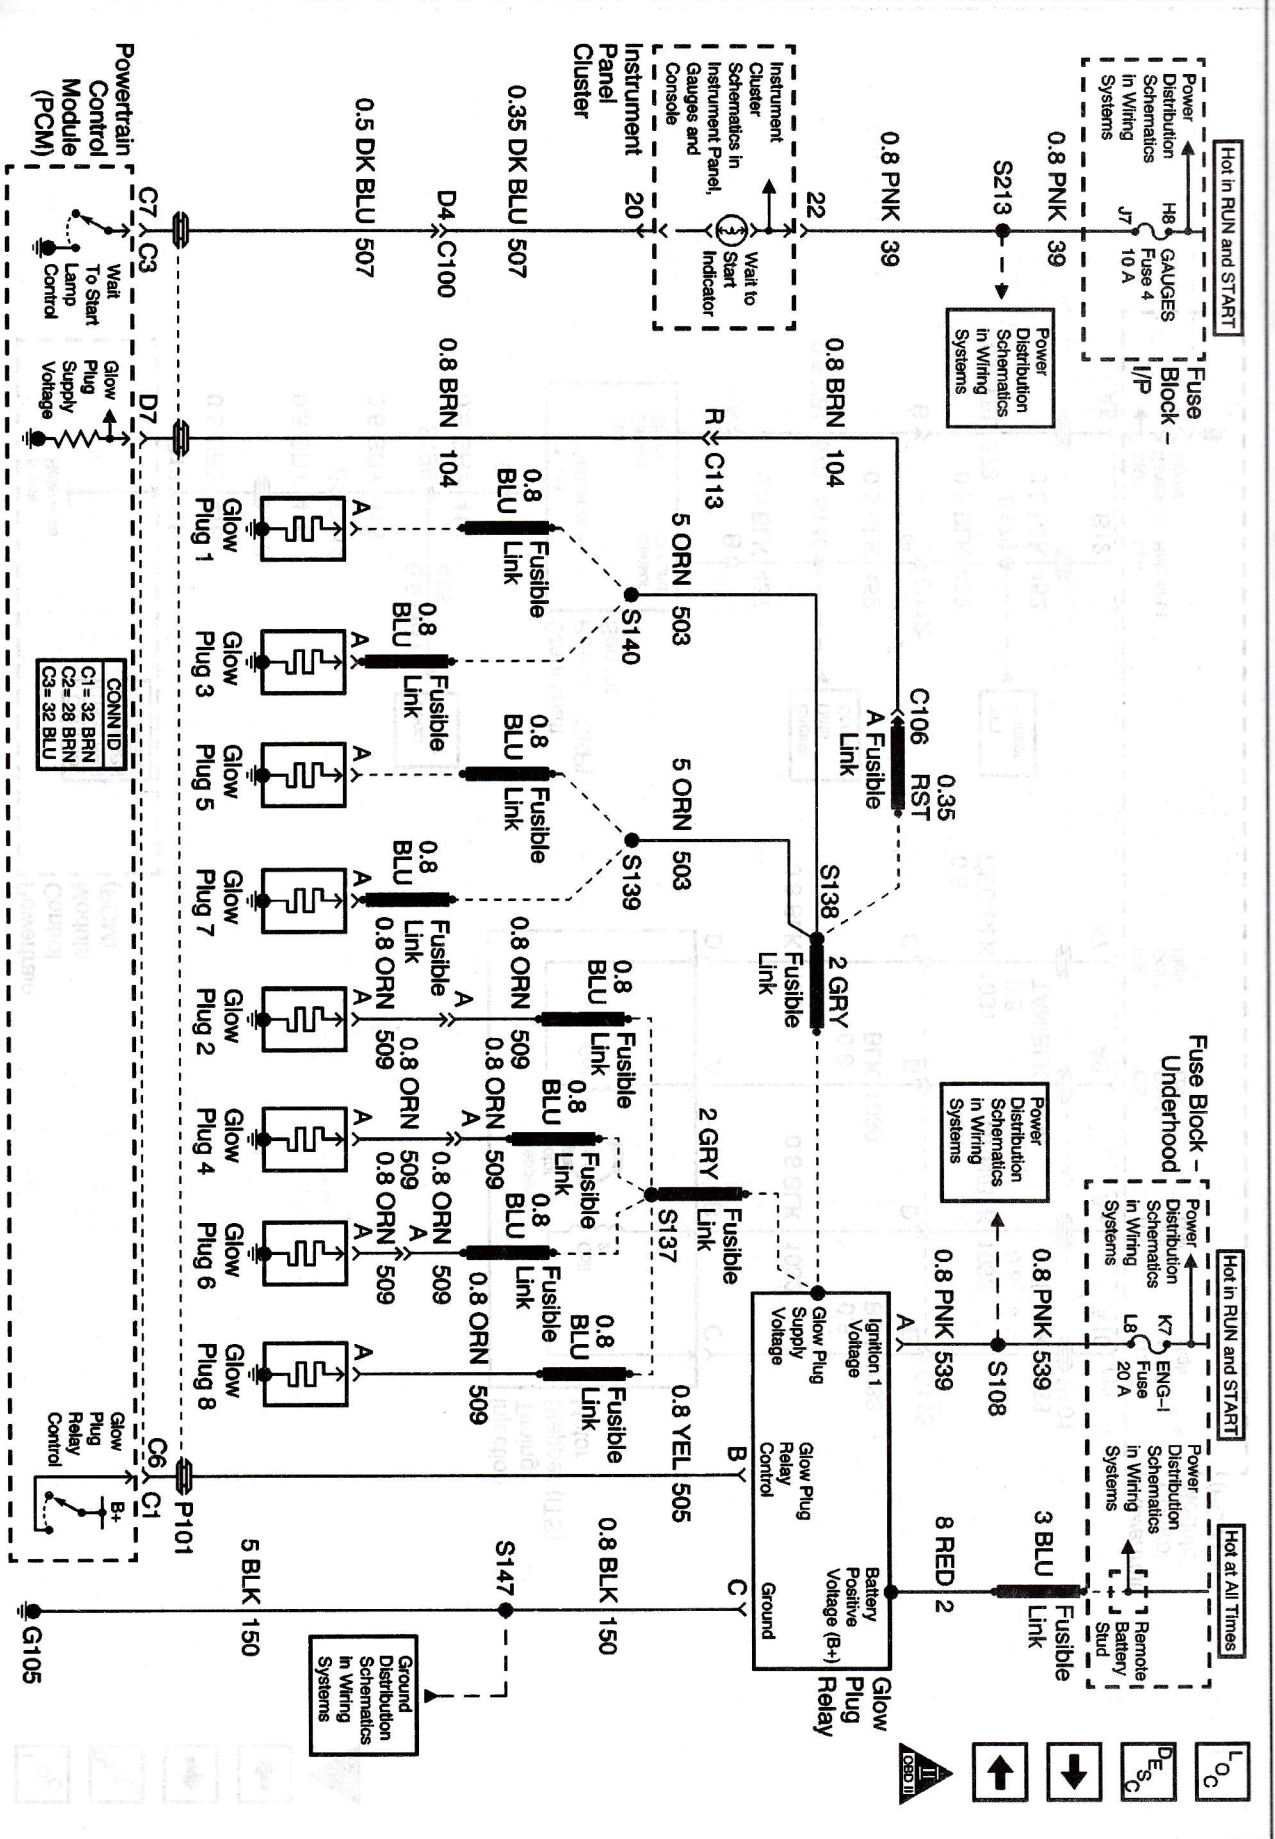 Hot in RUN and START
Power
Distribution
Schematics
in Wiring
Systems
H8
J7
GAUGES
Fuse 4
10 A
Fuse
Block –
I/P
0.8 PNK 39
S213
Power
Distribution
Schematics
in Wiring
Systems
0.8 PNK 39
22
Instrument
Cluster
Schematics in
Instrument Panel,
Gauges and
Console
Wait to
Start
Indicator
Instrument
Panel
Cluster
20
0.35 DK BLU 507
D4 C100
0.5 DK BLU 507
C7 C3
Powertrain
Control
Module
(PCM)
Wait
To Start
Lamp
Control
0.8 BRN 104
R C113
0.8 BRN 104
D7
Glow
Plug
Supply
Voltage
CONN ID
C1= 32 BRN
C2= 28 BRN
C3= 32 BLU
C106
A
0.35
RST
Fusible
Link
S138
2 GRY
Fusible
Link
5 ORN 503
S140
0.8
BLU
Fusible
Link
A
Glow
Plug 1
0.8
BLU
Fusible
Link
A
Glow
Plug 3
5 ORN 503
S139
0.8
BLU
Fusible
Link
A
Glow
Plug 5
0.8
BLU
Fusible
Link
A
Glow
Plug 7
2 GRY
Fusible
Link
S137
0.8
BLU
Fusible
Link
0.8 ORN 509
A
0.8 ORN 509
A
Glow
Plug 2
0.8
BLU
Fusible
Link
0.8 ORN 509
A
0.8 ORN 509
A
Glow
Plug 4
0.8
BLU
Fusible
Link
0.8 ORN 509
A
0.8 ORN 509
A
Glow
Plug 6
0.8
BLU
Fusible
Link
0.8 ORN 509
A
Glow
Plug 8
Fuse Block –
Underhood
Hot in RUN and START
Power
Distribution
Schematics
in Wiring
Systems
K7
L8
ENG–I
Fuse
20 A
0.8 PNK 539
S108
Power
Distribution
Schematics
in Wiring
Systems
0.8 PNK 539
A
Ignition 1
Voltage
Glow Plug
Supply
Voltage
Glow Plug
Relay
Control
Battery
Positive
Voltage (B+)
Ground
Glow
Plug
Relay
Hot at All Times
Power
Distribution
Schematics
in Wiring
Systems
Remote
Battery
Stud
3 BLU
Fusible
Link
8 RED 2
B
0.8 YEL 505
P101
C6 C1
Glow
Plug
Relay
Control
B+
C
0.8 BLK 150
S147
Ground
Distribution
Schematics
in Wiring
Systems
5 BLK 150
G105
LOC
DESC
II
OBD II